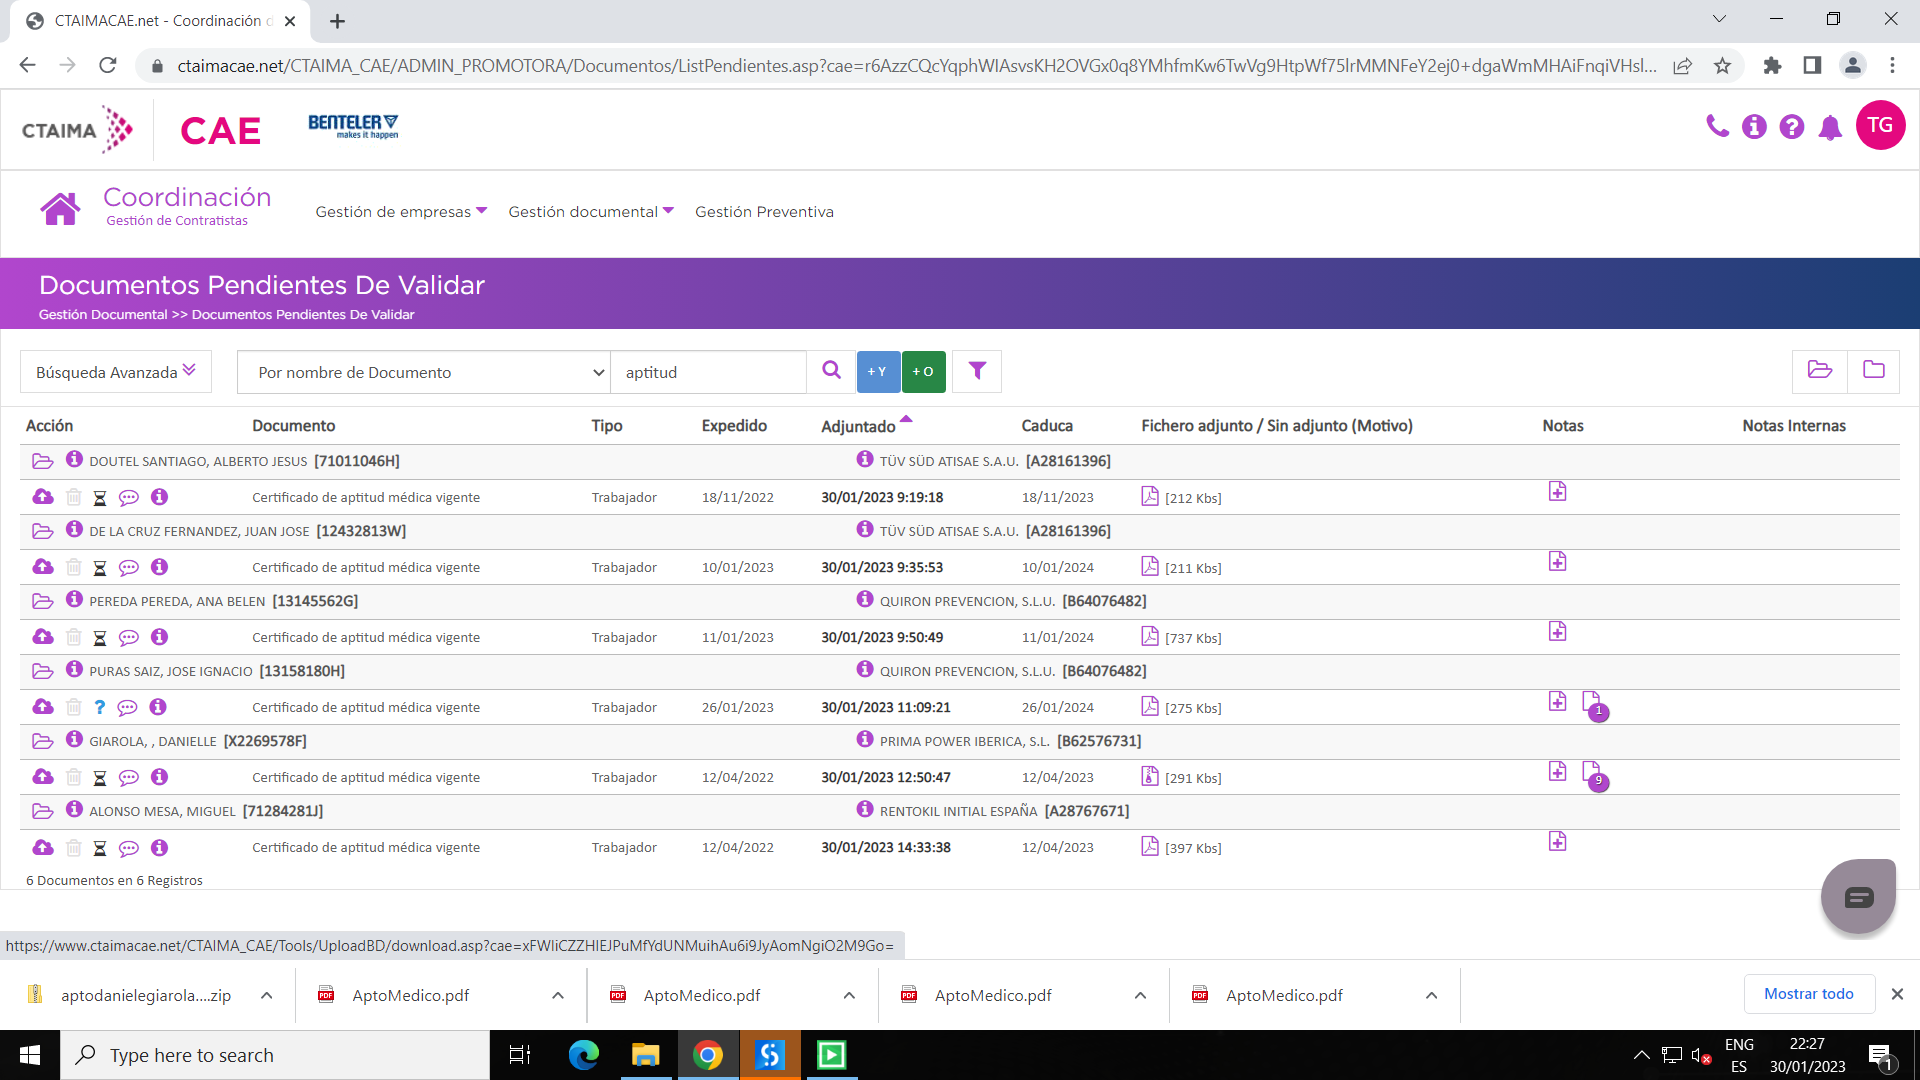 CTAIMACAE.net - Coordinación d
ctaimacae.net/CTAIMA_CAE/ADMIN_PROMOTORA/Documentos/ListPendientes.asp?cae=r6AzzCQcYqphWIAsvsKH2OVGx0q8YMhfmKw6TwVg9HtpWf75lrMMNFeY2ej0+dgaWmMHAiFnqiVHsl...
CTAIMA CAE BENTELER makes it happen TG
Coordinación
Gestión de Contratistas
Gestión de empresas Gestión documental Gestión Preventiva
Documentos Pendientes De Validar
Gestión Documental >> Documentos Pendientes De Validar
Búsqueda Avanzada Por nombre de Documento aptitud + Y + O
Acción Documento Tipo Expedido Adjuntado Caduca Fichero adjunto / Sin adjunto (Motivo) Notas Notas Internas
DOUTEL SANTIAGO, ALBERTO JESUS [71011046H] TÜV SÜD ATISAE S.A.U. [A28161396]
Certificado de aptitud médica vigente Trabajador 18/11/2022 30/01/2023 9:19:18 18/11/2023 [212 Kbs]
DE LA CRUZ FERNANDEZ, JUAN JOSE [12432813W] TÜV SÜD ATISAE S.A.U. [A28161396]
Certificado de aptitud médica vigente Trabajador 10/01/2023 30/01/2023 9:35:53 10/01/2024 [211 Kbs]
PEREDA PEREDA, ANA BELEN [13145562G] QUIRON PREVENCION, S.L.U. [B64076482]
Certificado de aptitud médica vigente Trabajador 11/01/2023 30/01/2023 9:50:49 11/01/2024 [737 Kbs]
PURAS SAIZ, JOSE IGNACIO [13158180H] QUIRON PREVENCION, S.L.U. [B64076482]
? Certificado de aptitud médica vigente Trabajador 26/01/2023 30/01/2023 11:09:21 26/01/2024 [275 Kbs] 1
GIAROLA, , DANIELLE [X2269578F] PRIMA POWER IBERICA, S.L. [B62576731]
Certificado de aptitud médica vigente Trabajador 12/04/2022 30/01/2023 12:50:47 12/04/2023 [291 Kbs] 9
ALONSO MESA, MIGUEL [71284281J] RENTOKIL INITIAL ESPAÑA [A28767671]
Certificado de aptitud médica vigente Trabajador 12/04/2022 30/01/2023 14:33:38 12/04/2023 [397 Kbs]
6 Documentos en 6 Registros
https://www.ctaimacae.net/CTAIMA_CAE/Tools/UploadBD/download.asp?cae=xFWliCZZHIEJPuMfYdUNMuihAu6i9JyAomNgiO2M9Go=
aptodanielegiarola....zip AptoMedico.pdf AptoMedico.pdf AptoMedico.pdf AptoMedico.pdf Mostrar todo
Type here to search ENG 22:27
ES 30/01/2023 1